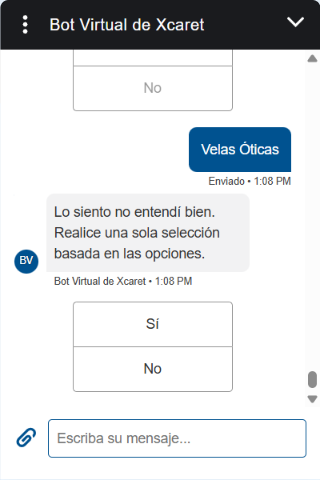 Bot Virtual de Xcaret
No
Velas Óticas
Enviado • 1:08 PM
Lo siento no entendí bien.
Realice una sola selección
basada en las opciones.
BV
Bot Virtual de Xcaret • 1:08 PM
Sí
No
Escriba su mensaje...